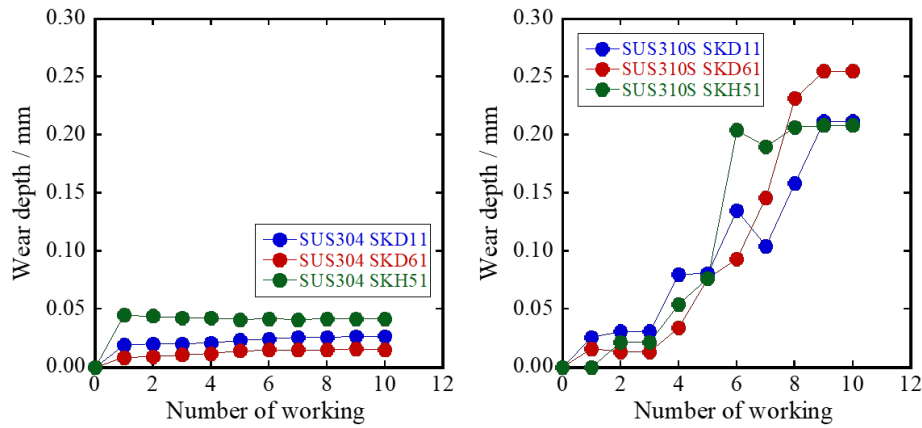 0.30
0.25
0.20
0.15
0.10
0.05
0.00
Wear depth / mm
SUS304 SKD11
SUS304 SKD61
SUS304 SKH51
0 2 4 6 8 10 12
Number of working
0.30
0.25
0.20
0.15
0.10
0.05
0.00
Wear depth / mm
SUS310S SKD11
SUS310S SKD61
SUS310S SKH51
0 2 4 6 8 10 12
Number of working